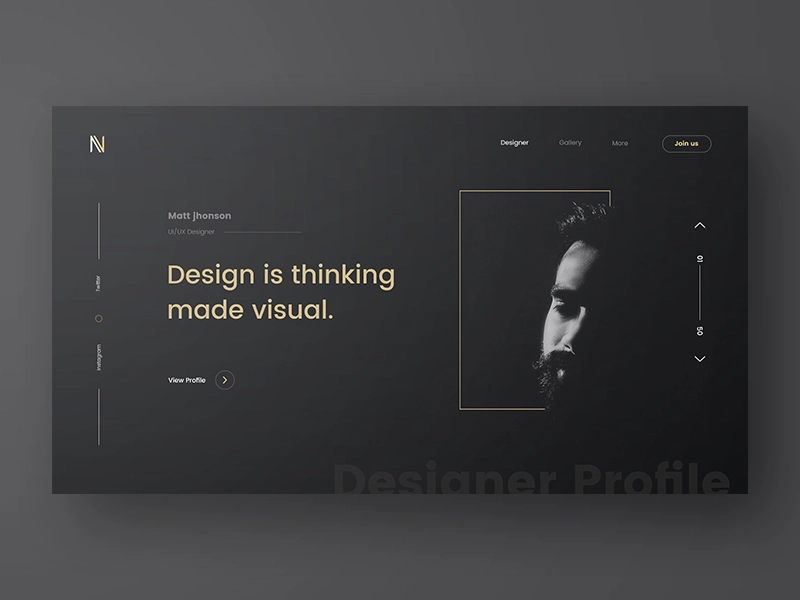 N
Designer Gallery More Join us
Matt jhonson
UI/UX Designer
Design is thinking
made visual.
View Profile
Twitter
Instagram
01
50
Designer Profile